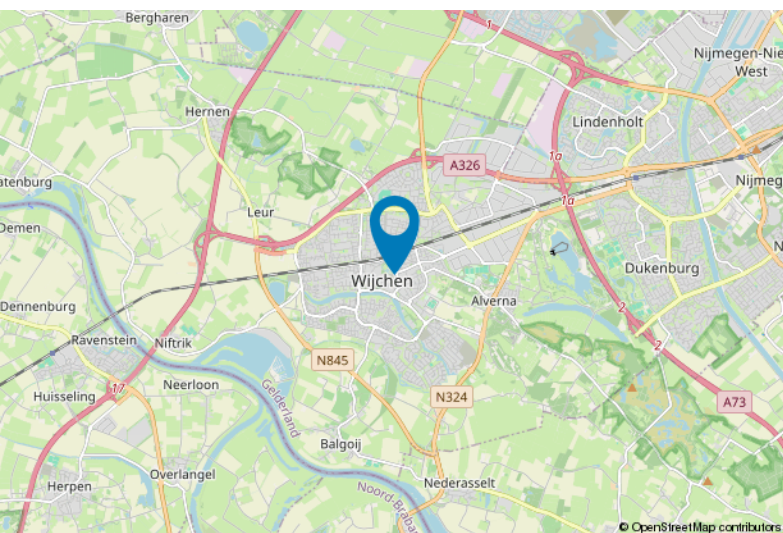 Bergharen
1
Nijmegen-Nie
West
Hernen
Lindenholt
1a
A326
Nijmeg
atenburg
1a
Leur
Demen
N
Dukenburg
Wijchen
Alverna
Dennenburg
2
Ravenstein
Niftrik
2
N845
17
Neerloon
Gelderland
Huisseling
N324
A73
Balgoij
Overlangel
Herpen
Nederasselt
Noord-Braba
© OpenStreetMap contributors